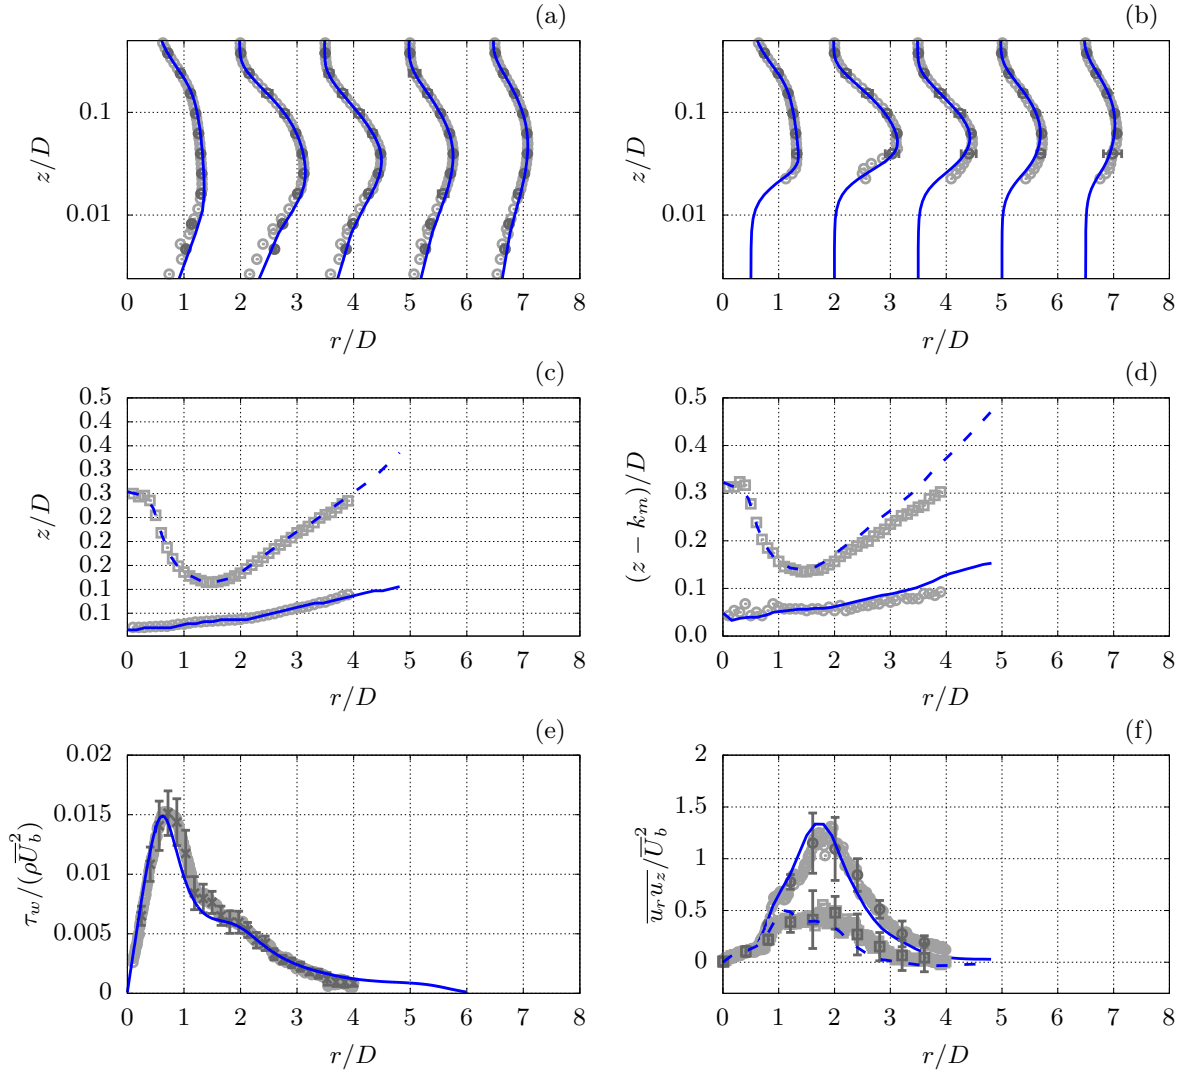 (a)
(b)
z/D
0.1
0.01
0 1 2 3 4 5 6 7 8
r/D
z/D
0.1
0.01
0 1 2 3 4 5 6 7 8
r/D
(c)
(d)
z/D
0.5
0.4
0.4
0.3
0.3
0.2
0.2
0.1
0.1
0 1 2 3 4 5 6 7 8
r/D
(z − k_m)/D
0.5
0.4
0.3
0.2
0.1
0.0
0 1 2 3 4 5 6 7 8
r/D
(e)
(f)
τ_w/(ρU̅_b^2)
0.02
0.015
0.01
0.005
0
0 1 2 3 4 5 6 7 8
r/D
\overline{u_r u_z}/U̅_b^2
2
1.5
1
0.5
0
0 1 2 3 4 5 6 7 8
r/D